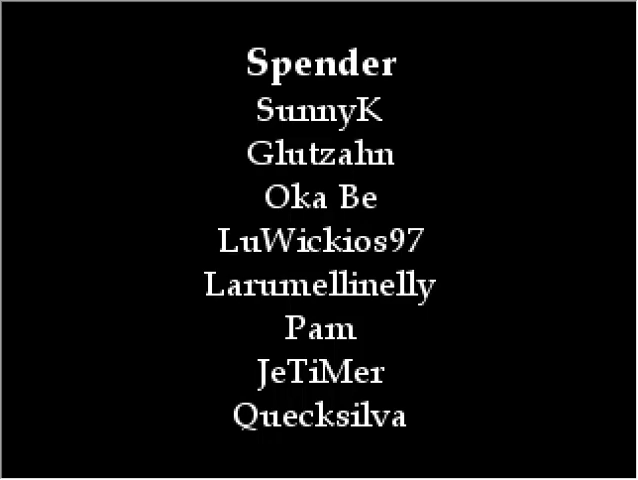 Spender
SunnyK
Glutzahn
Oka Be
LuWickios97
Larumellinelly
Pam
JeTiMer
Quecksilva